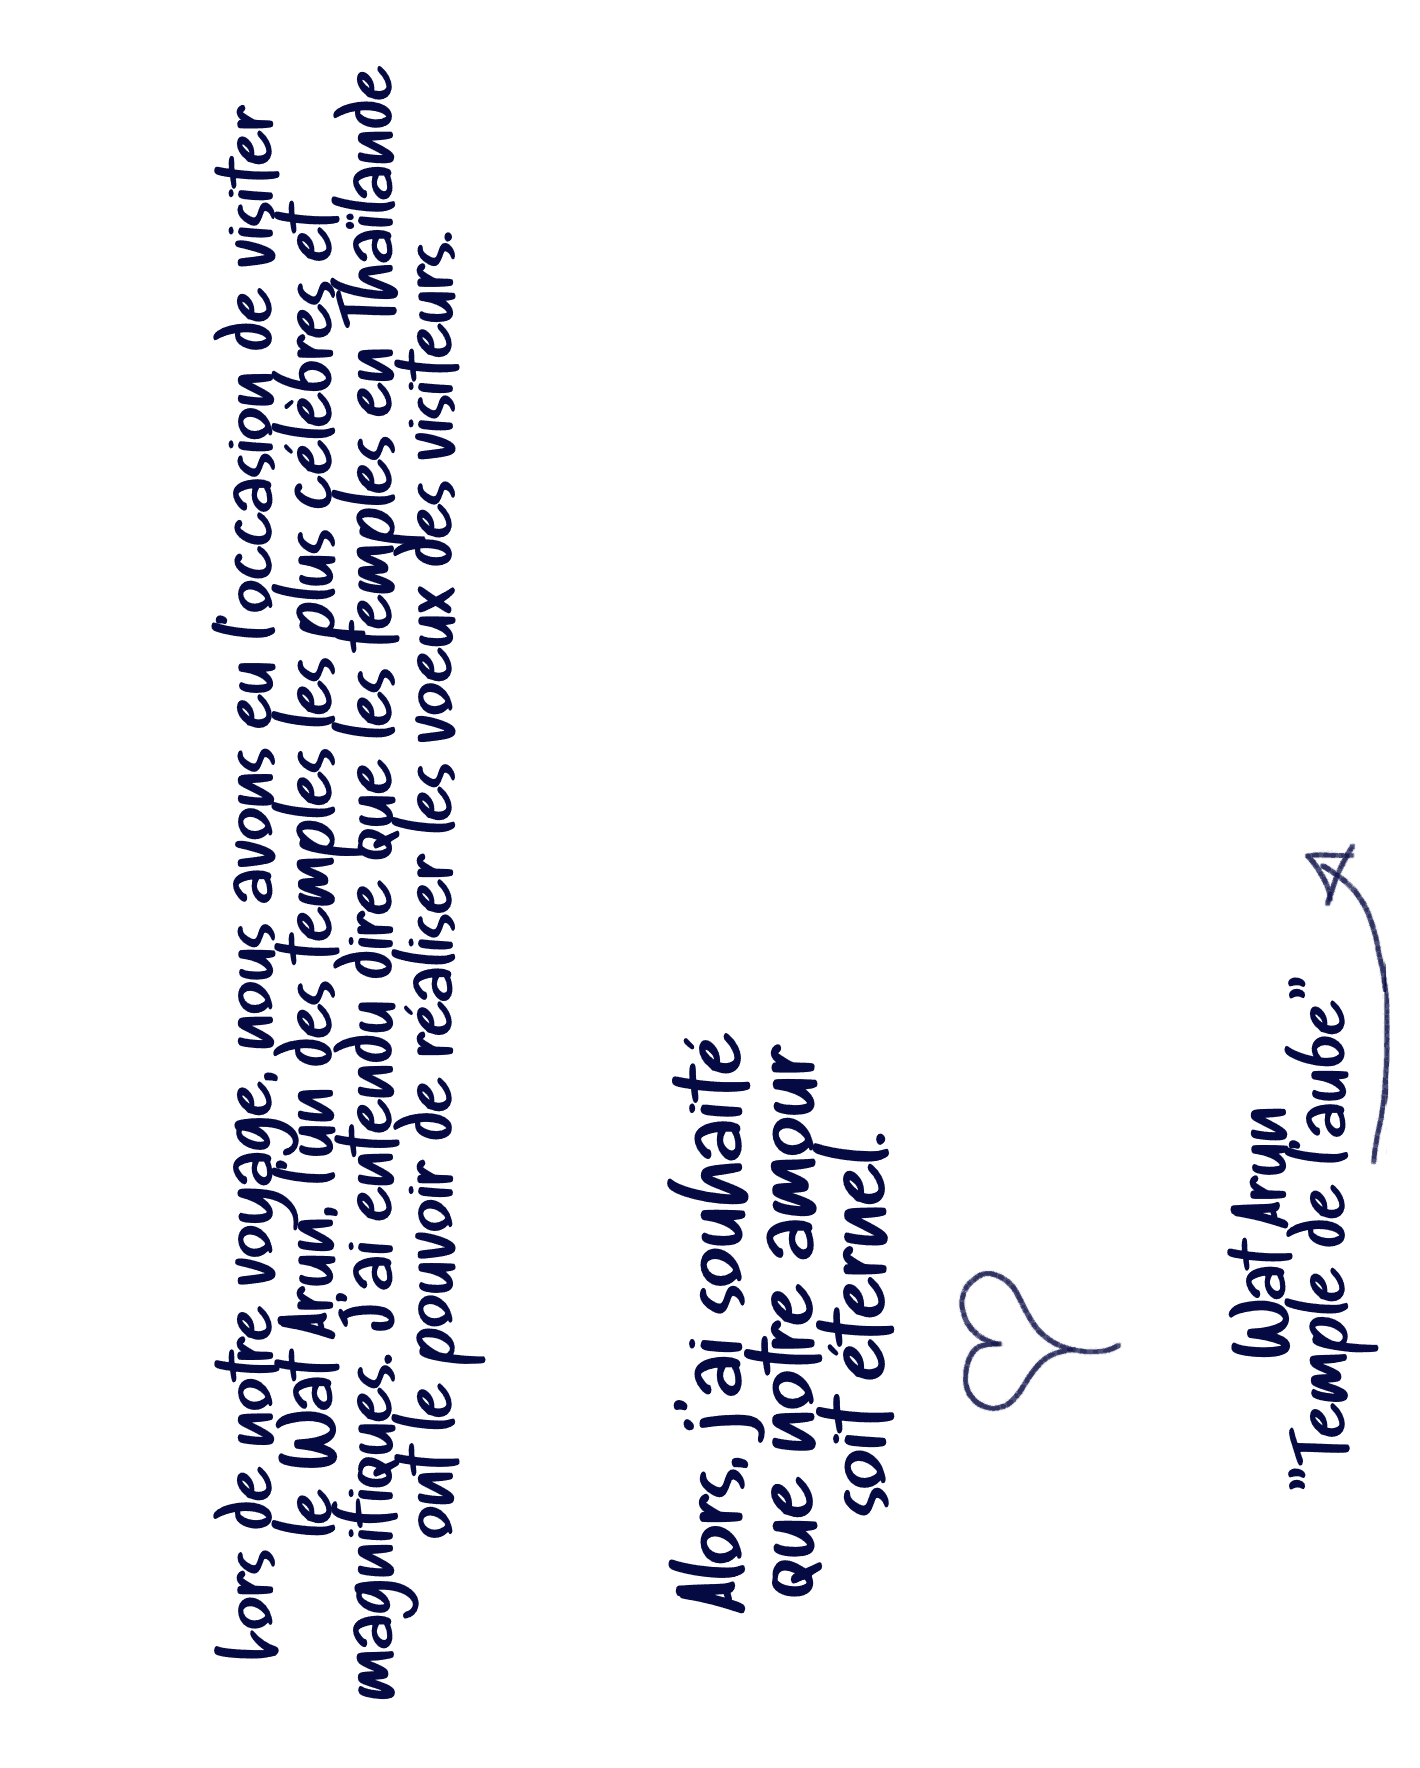 Lors de notre voyage, nous avons eu l'occasion de visiter
le Wat Arun, l'un des temples les plus célèbres et
magnifiques. J'ai entendu dire que les temples en Thaïlande
ont le pouvoir de réaliser les voeux des visiteurs.
Alors, j'ai souhaité
que notre amour
soit éternel.
Wat Arun
"Temple de l'aube"